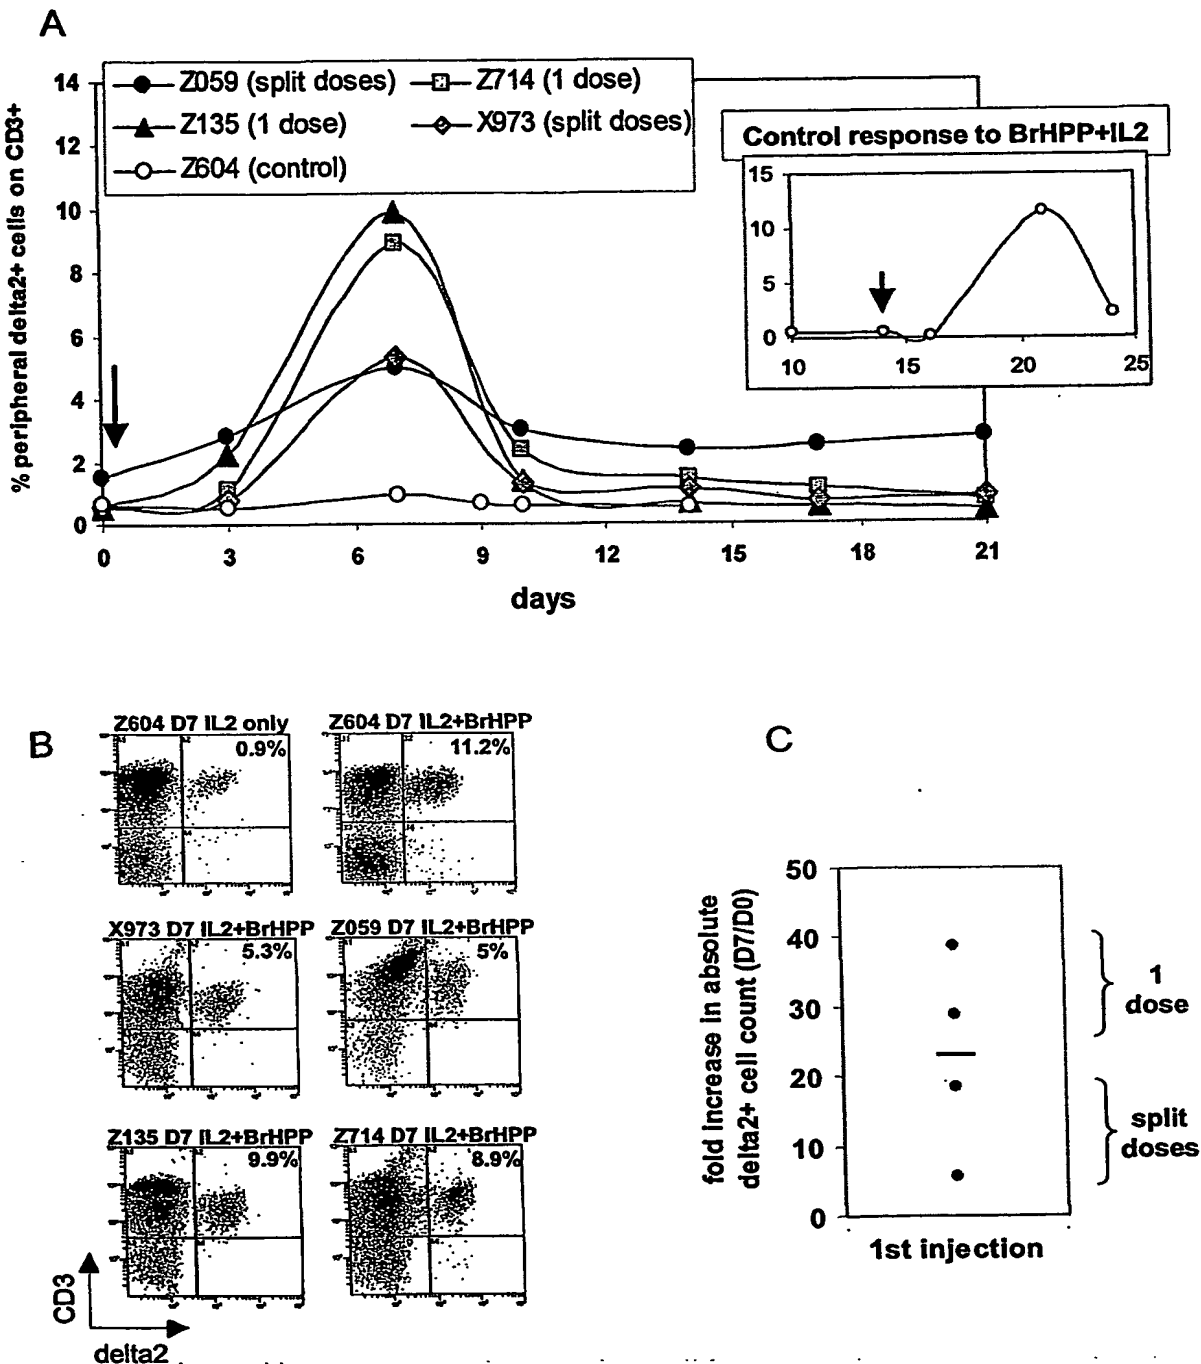 A
Z059 (split doses) Z714 (1 dose)
Z135 (1 dose) X973 (split doses)
Z604 (control)
% peripheral delta2+ cells on CD3+
14
12
10
8
6
4
2
0
0 3 6 9 12 15 18 21
days
Control response to BrHPP+IL2
15
10
5
0
10 15 20 25
B
Z604 D7 IL2 only
0.9%
Z604 D7 IL2+BrHPP
11.2%
X973 D7 IL2+BrHPP
5.3%
Z059 D7 IL2+BrHPP
5%
Z135 D7 IL2+BrHPP
9.9%
Z714 D7 IL2+BrHPP
8.9%
CD3
delta2
C
fold increase in absolute
delta2+ cell count (D7/D0)
50
40
30
20
10
0
1
dose
split
doses
1st injection